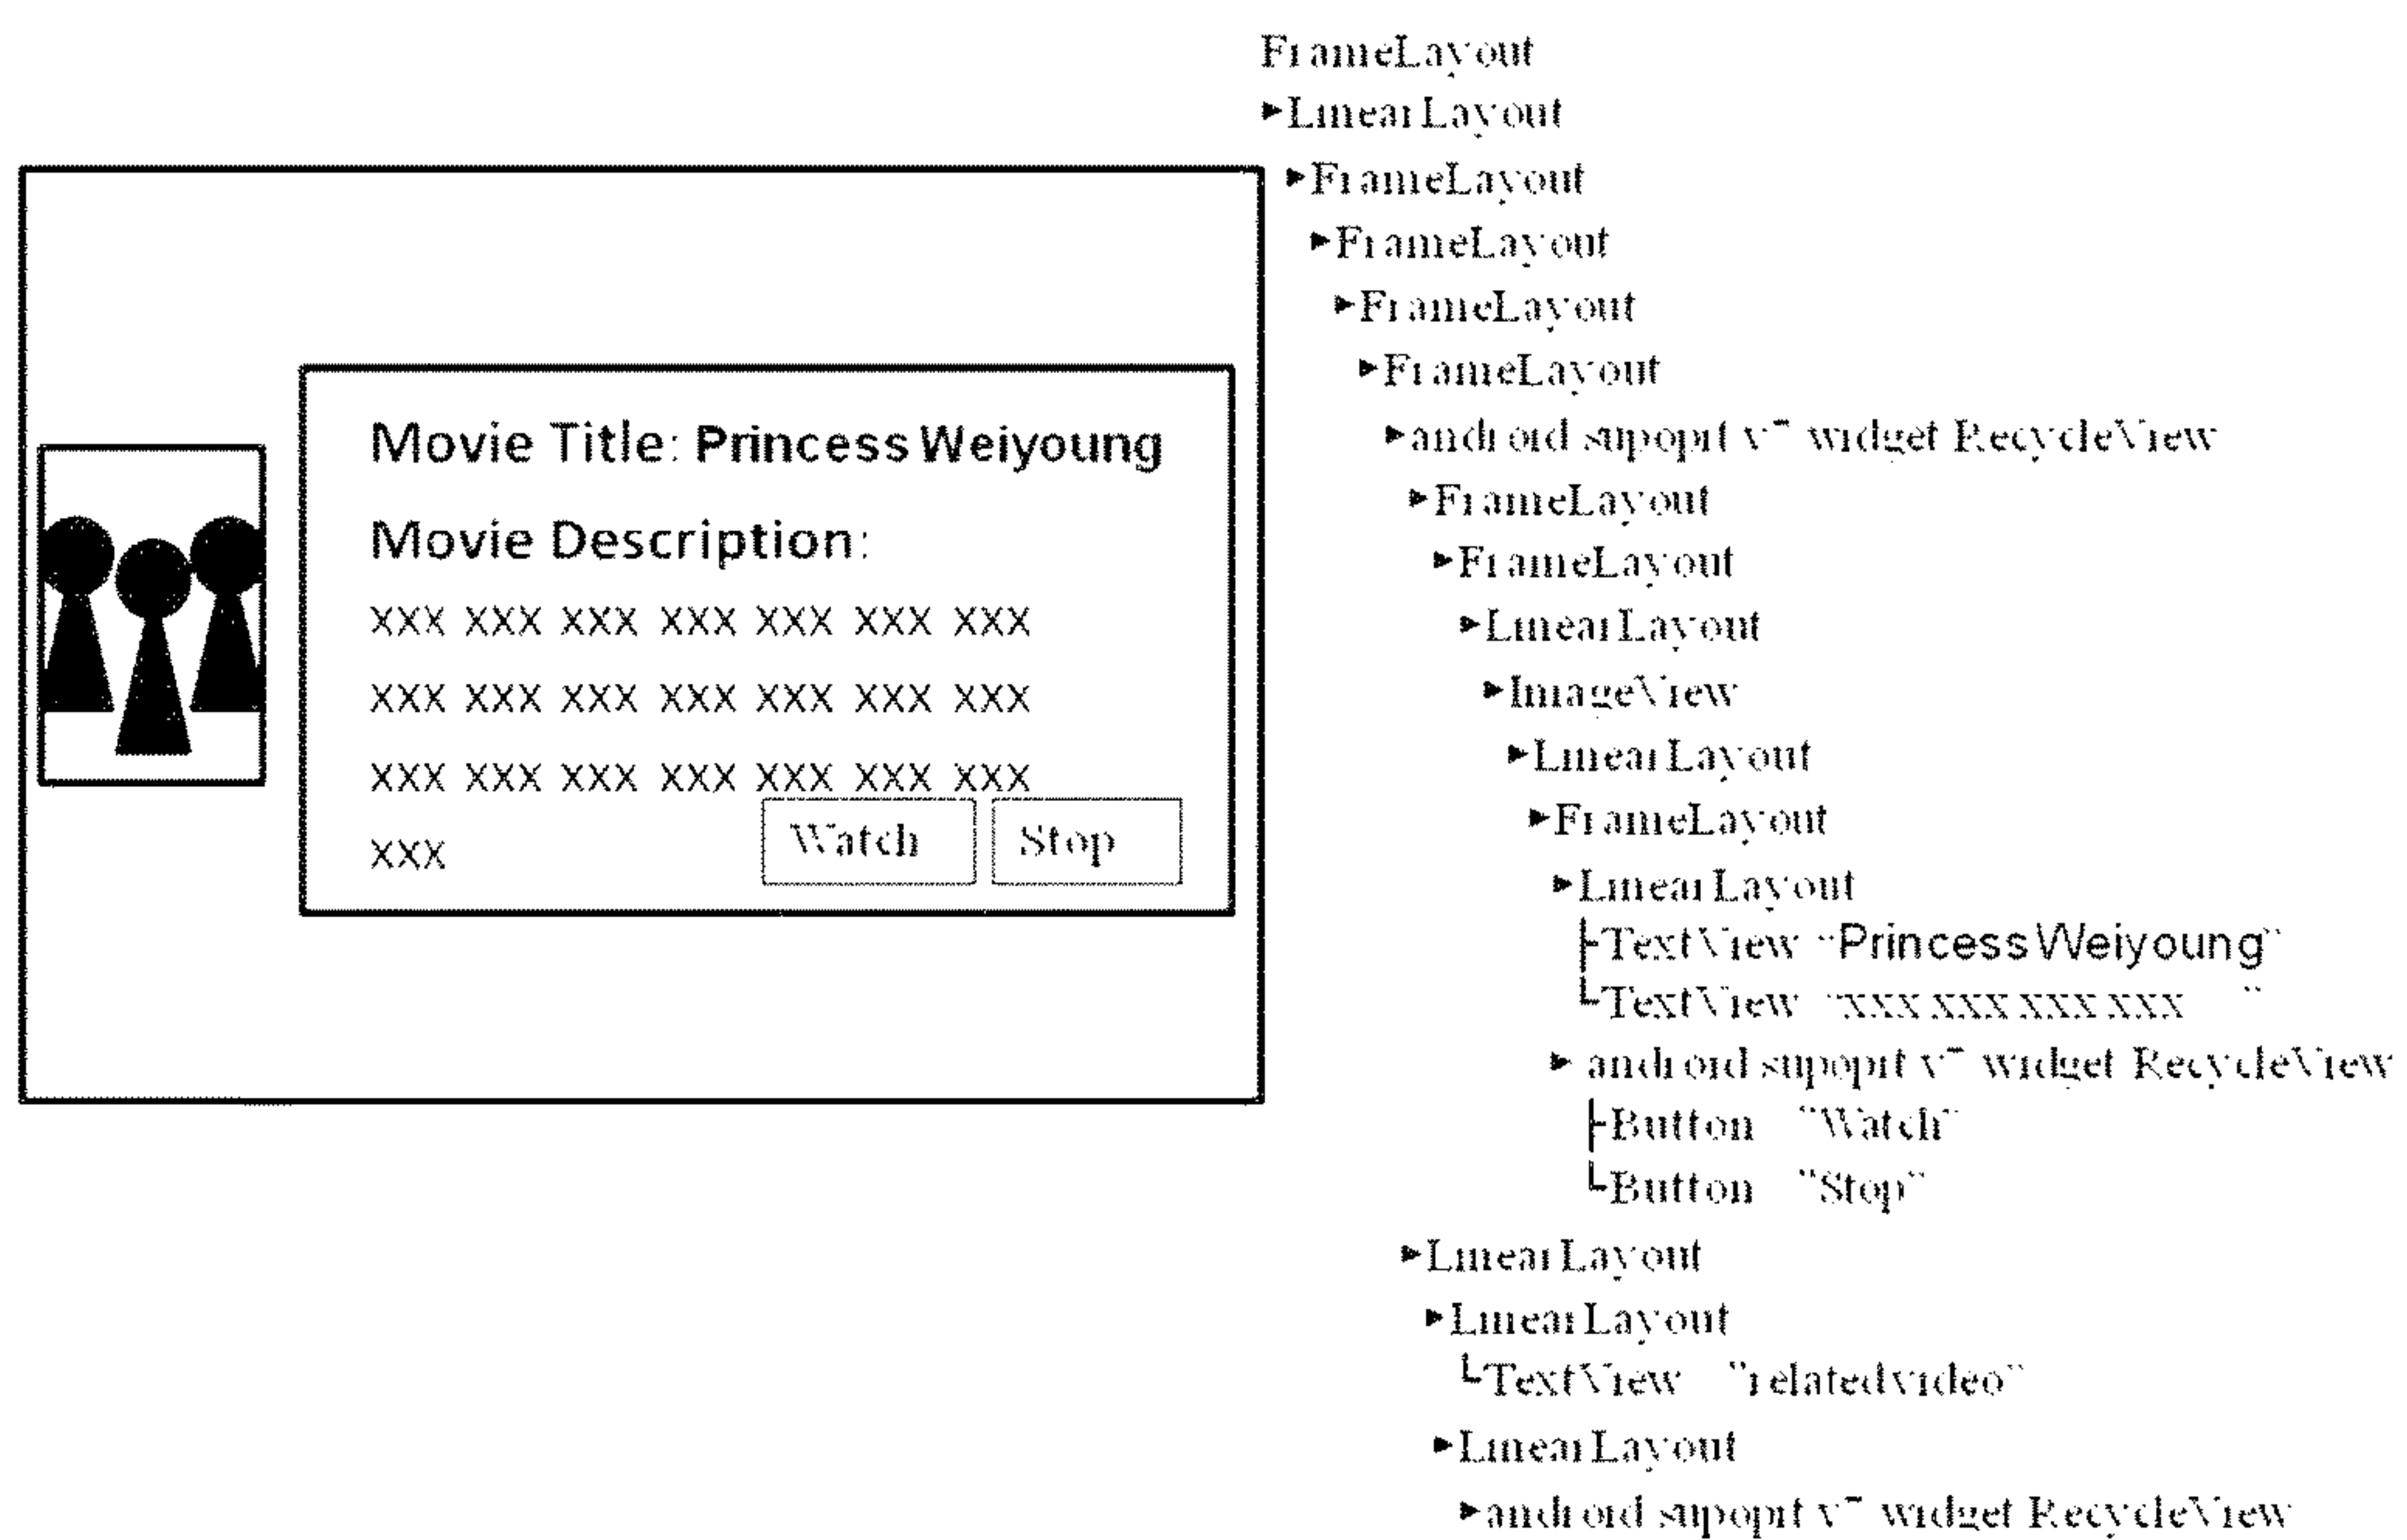 Movie Title: Princess Weiyoung
Movie Description:
XXX XXX XXX XXX XXX XXX XXX
XXX XXX XXX XXX XXX XXX XXX
XXX XXX XXX XXX XXX XXX XXX
XXX
Watch
Stop
FrameLayout
LinearLayout
FrameLayout
FrameLayout
FrameLayout
FrameLayout
android supoprt v7 widget RecycleView
FrameLayout
FrameLayout
LinearLayout
ImageView
LinearLayout
FrameLayout
LinearLayout
TextView "Princess Weiyoung"
TextView "xxx xxx xxx xxx "
android supoprt v7 widget RecycleView
Button "Watch"
Button "Stop"
LinearLayout
LinearLayout
TextView "relatedvideo"
LinearLayout
android supoprt v7 widget RecycleView